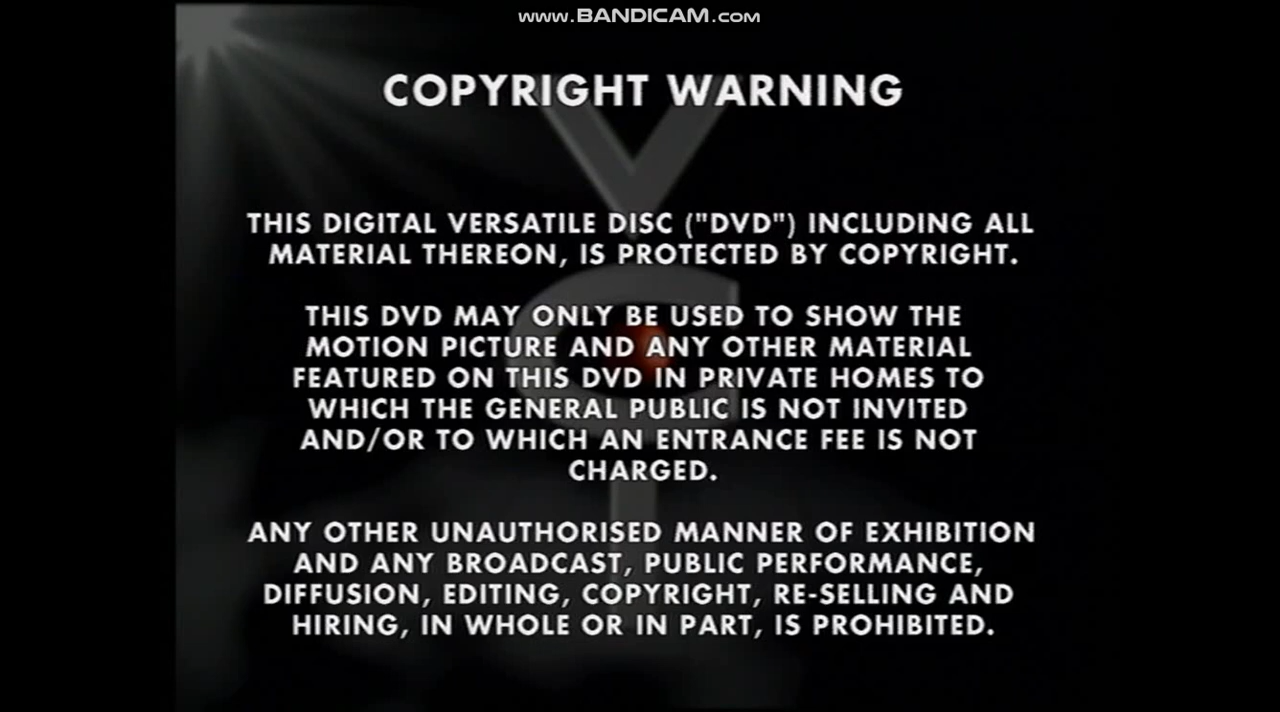 www.BANDICAM.com
COPYRIGHT WARNING
THIS DIGITAL VERSATILE DISC ("DVD") INCLUDING ALL
MATERIAL THEREON, IS PROTECTED BY COPYRIGHT.
THIS DVD MAY ONLY BE USED TO SHOW THE
MOTION PICTURE AND ANY OTHER MATERIAL
FEATURED ON THIS DVD IN PRIVATE HOMES TO
WHICH THE GENERAL PUBLIC IS NOT INVITED
AND/OR TO WHICH AN ENTRANCE FEE IS NOT
CHARGED.
ANY OTHER UNAUTHORISED MANNER OF EXHIBITION
AND ANY BROADCAST, PUBLIC PERFORMANCE,
DIFFUSION, EDITING, COPYRIGHT, RE-SELLING AND
HIRING, IN WHOLE OR IN PART, IS PROHIBITED.